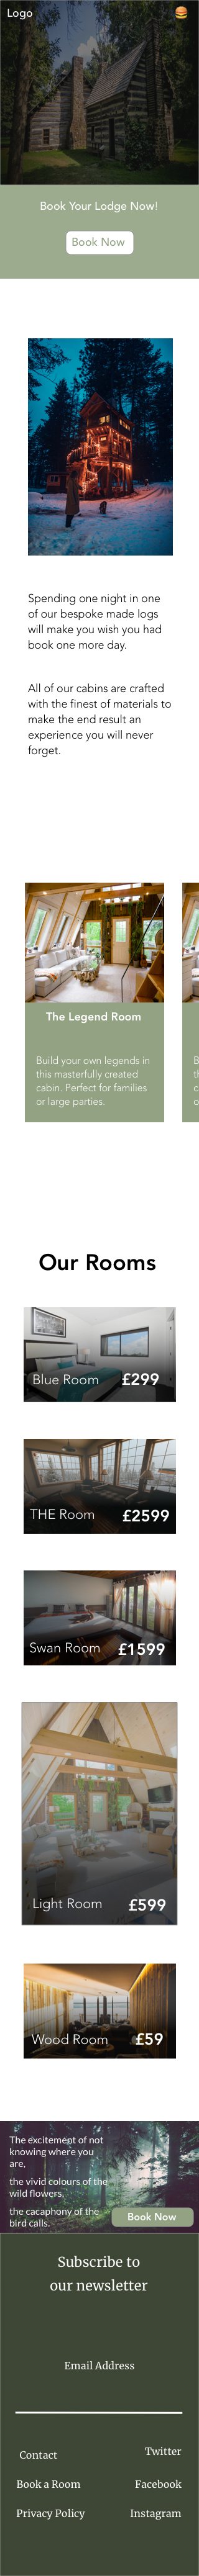 Logo
Book Your Lodge Now!
Book Now
Spending one night in one
of our bespoke made logs
will make you wish you had
book one more day.
All of our cabins are crafted
with the finest of materials to
make the end result an
experience you will never
forget.
The Legend Room
Build your own legends in
this masterfully created
cabin. Perfect for families
or large parties.
B
t
c
o
Our Rooms
Blue Room £299
THE Room £2599
Swan Room £1599
Light Room £599
Wood Room £59
The excitement of not
knowing where you
are,
the vivid colours of the
wild flowers,
the cacaphony of the
bird calls.
Book Now
Subscribe to
our newsletter
Email Address
Contact Twitter
Book a Room Facebook
Privacy Policy Instagram